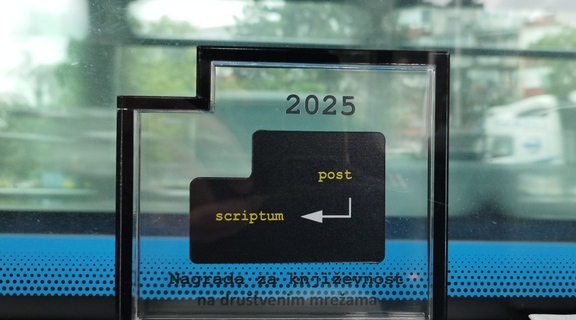 2025
post
scriptum
Nagrada za književnost
na društvenim mrežama